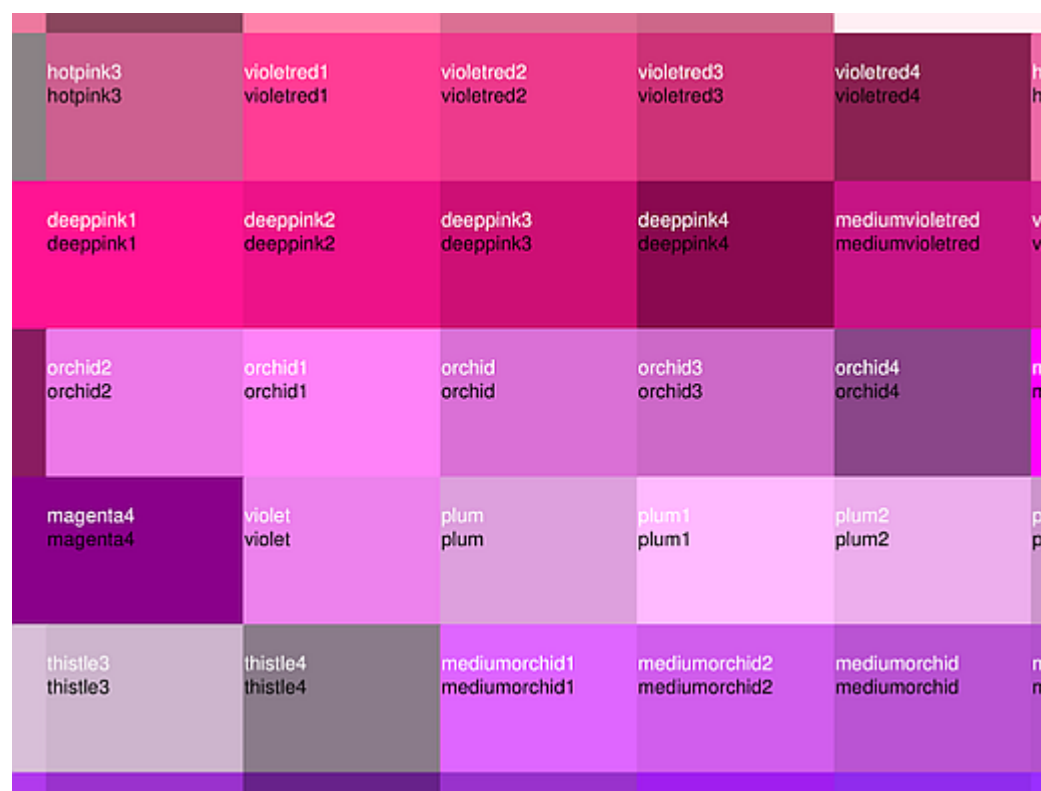 hotpink3 violetred1 violetred2 violetred3 violetred4
hotpink3 violetred1 violetred2 violetred3 violetred4
deeppink1 deeppink2 deeppink3 deeppink4 mediumvioletred
deeppink1 deeppink2 deeppink3 deeppink4 mediumvioletred
orchid2 orchid1 orchid orchid3 orchid4
orchid2 orchid1 orchid orchid3 orchid4
magenta4 violet plum plum1 plum2
magenta4 violet plum plum1 plum2
thistle3 thistle4 mediumorchid1 mediumorchid2 mediumorchid
thistle3 thistle4 mediumorchid1 mediumorchid2 mediumorchid